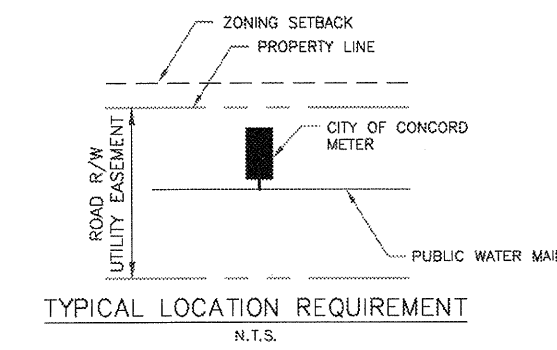 ZONING SETBACK
PROPERTY LINE
CITY OF CONCORD
METER
ROAD R/W
UTILITY EASEMENT
PUBLIC WATER MAI
TYPICAL LOCATION REQUIREMENT
N.T.S.